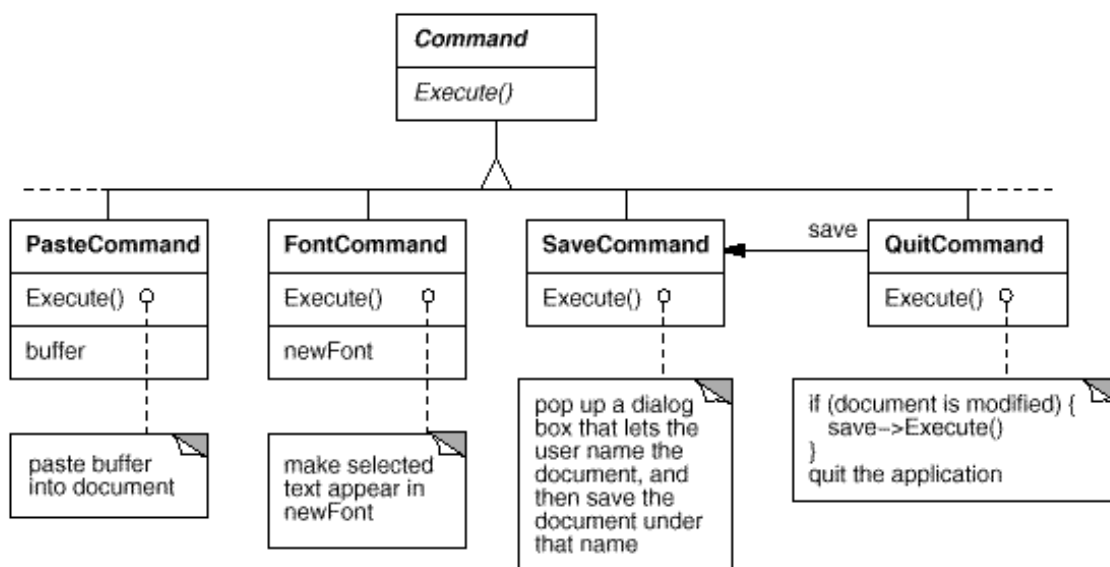 Command
Execute()
PasteCommand
Execute()
buffer
paste buffer
into document
FontCommand
Execute()
newFont
make selected
text appear in
newFont
SaveCommand
Execute()
pop up a dialog
box that lets the
user name the
document, and
then save the
document under
that name
save
QuitCommand
Execute()
if (document is modified) {
save->Execute()
}
quit the application